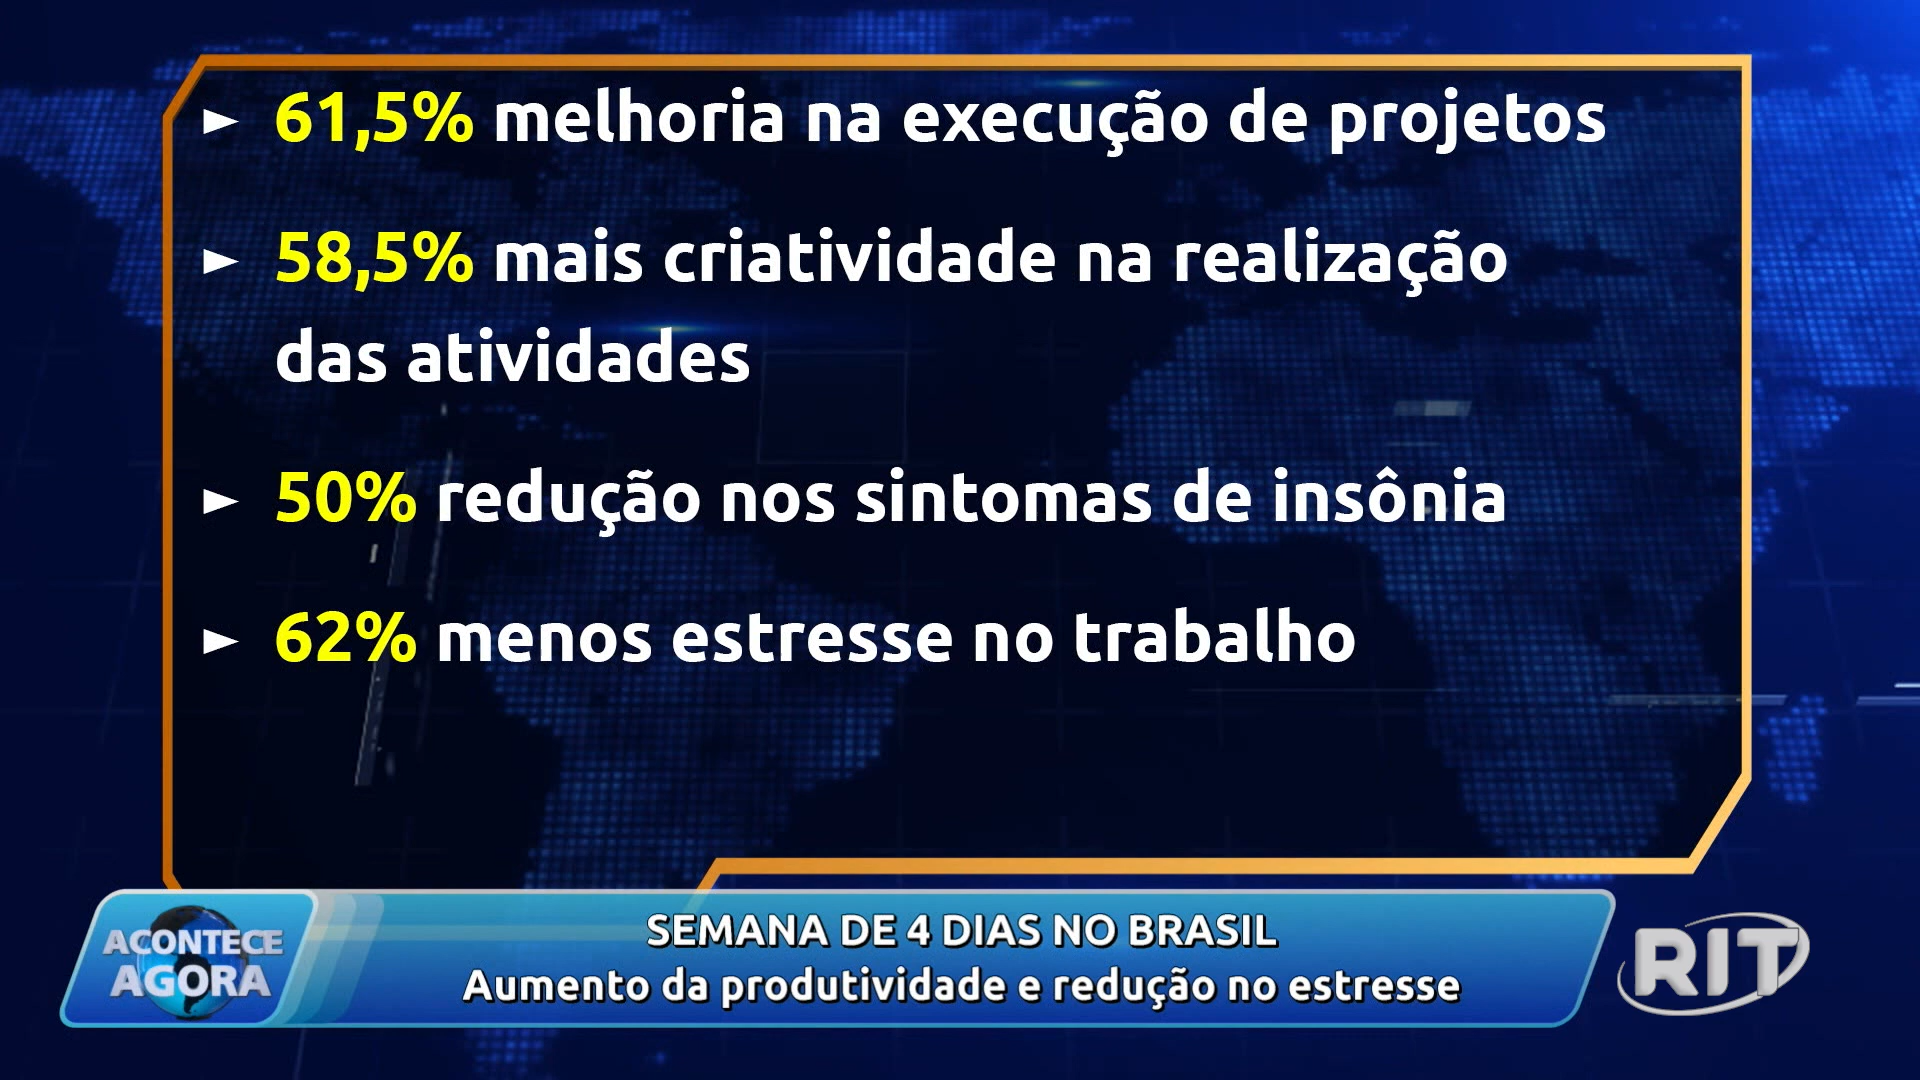 ► 61,5% melhoria na execução de projetos
► 58,5% mais criatividade na realização
das atividades
► 50% redução nos sintomas de insônia
► 62% menos estresse no trabalho
ACONTECE
AGORA
SEMANA DE 4 DIAS NO BRASIL
Aumento da produtividade e redução no estresse
RIT